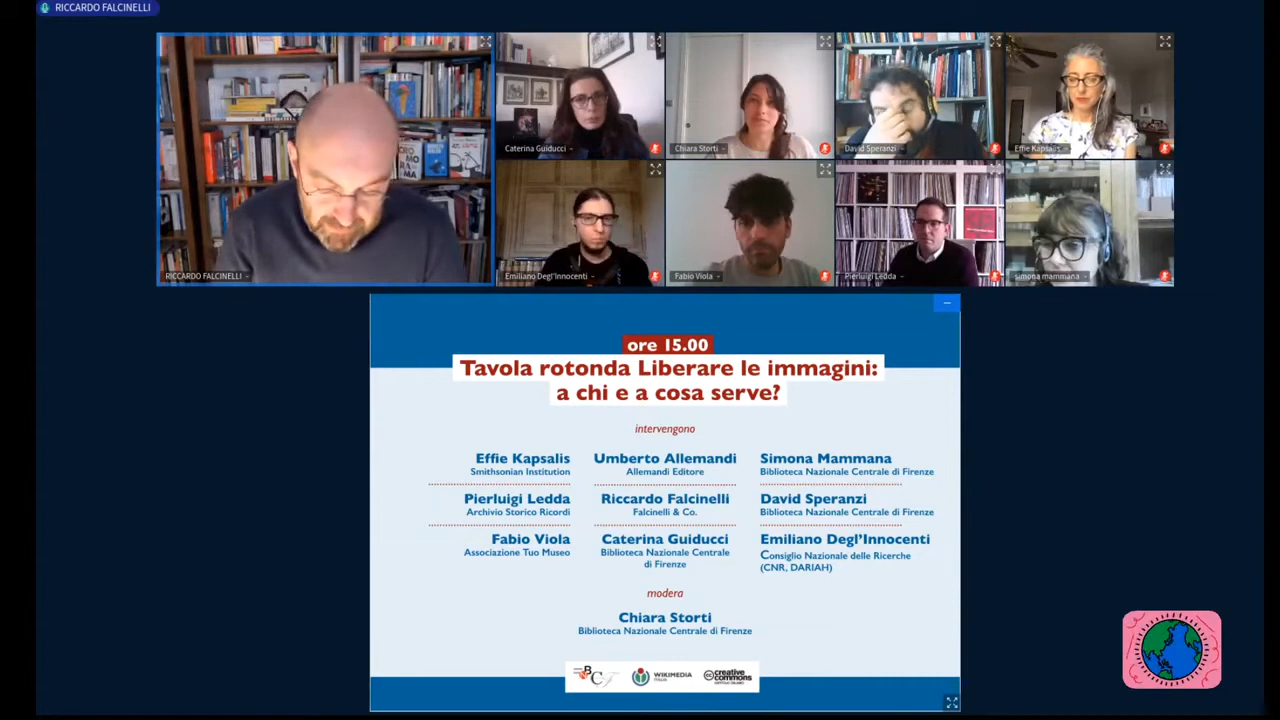 RICCARDO FALCINELLI
Caterina Guiducci
Chiara Storti
David Speranzi
Effie Kapsalis
RICCARDO FALCINELLI
Emiliano Degl'Innocenti
Fabio Viola
Pierluigi Ledda
simona mammana
ore 15.00
Tavola rotonda Liberare le immagini:
a chi e a cosa serve?
intervengono
Effie Kapsalis
Smithsonian Institution
Pierluigi Ledda
Archivio Storico Ricordi
Fabio Viola
Associazione Tuo Museo
Umberto Allemandi
Allemandi Editore
Riccardo Falcinelli
Falcinelli & Co.
Caterina Guiducci
Biblioteca Nazionale Centrale
di Firenze
Simona Mammana
Biblioteca Nazionale Centrale di Firenze
David Speranzi
Biblioteca Nazionale Centrale di Firenze
Emiliano Degl'Innocenti
Consiglio Nazionale delle Ricerche
(CNR, DARIAH)
modera
Chiara Storti
Biblioteca Nazionale Centrale di Firenze
WIKIMEDIA
ITALIA
creative
commons